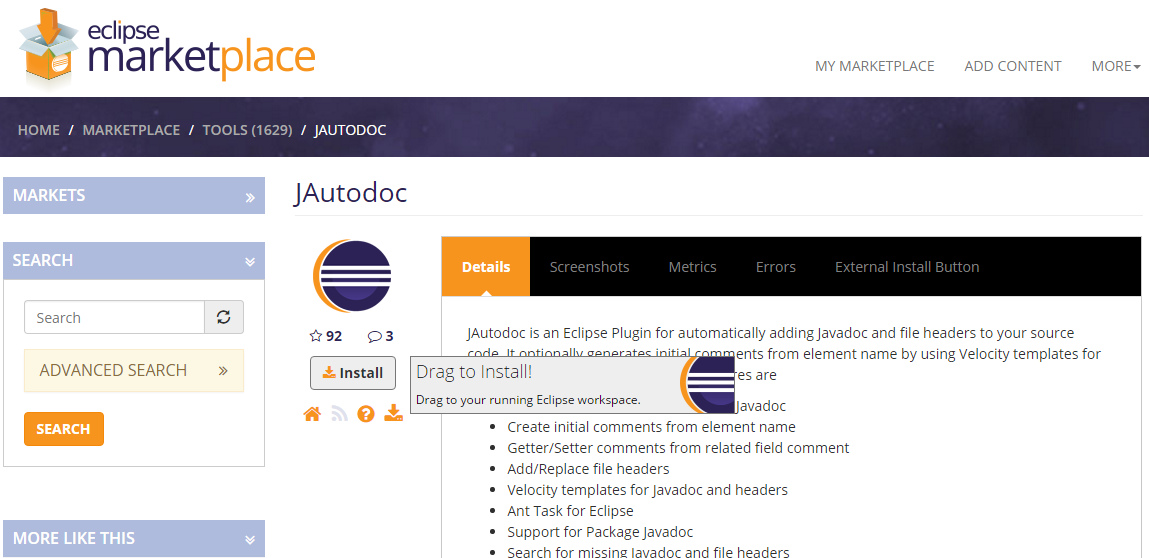 eclipse
marketplace
MY MARKETPLACE ADD CONTENT MORE
HOME / MARKETPLACE / TOOLS (1629) / JAUTODOC
MARKETS
SEARCH
Search
ADVANCED SEARCH
SEARCH
MORE LIKE THIS
JAutodoc
92 3
Install
Details Screenshots Metrics Errors External Install Button
JAutodoc is an Eclipse Plugin for automatically adding Javadoc and file headers to your source
code. It optionally generates initial comments from element name by using Velocity templates for
Drag to Install!
Drag to your running Eclipse workspace.
are
Javadoc
• Create initial comments from element name
• Getter/Setter comments from related field comment
• Add/Replace file headers
• Velocity templates for Javadoc and headers
• Ant Task for Eclipse
• Support for Package Javadoc
• Search for missing Javadoc and file headers